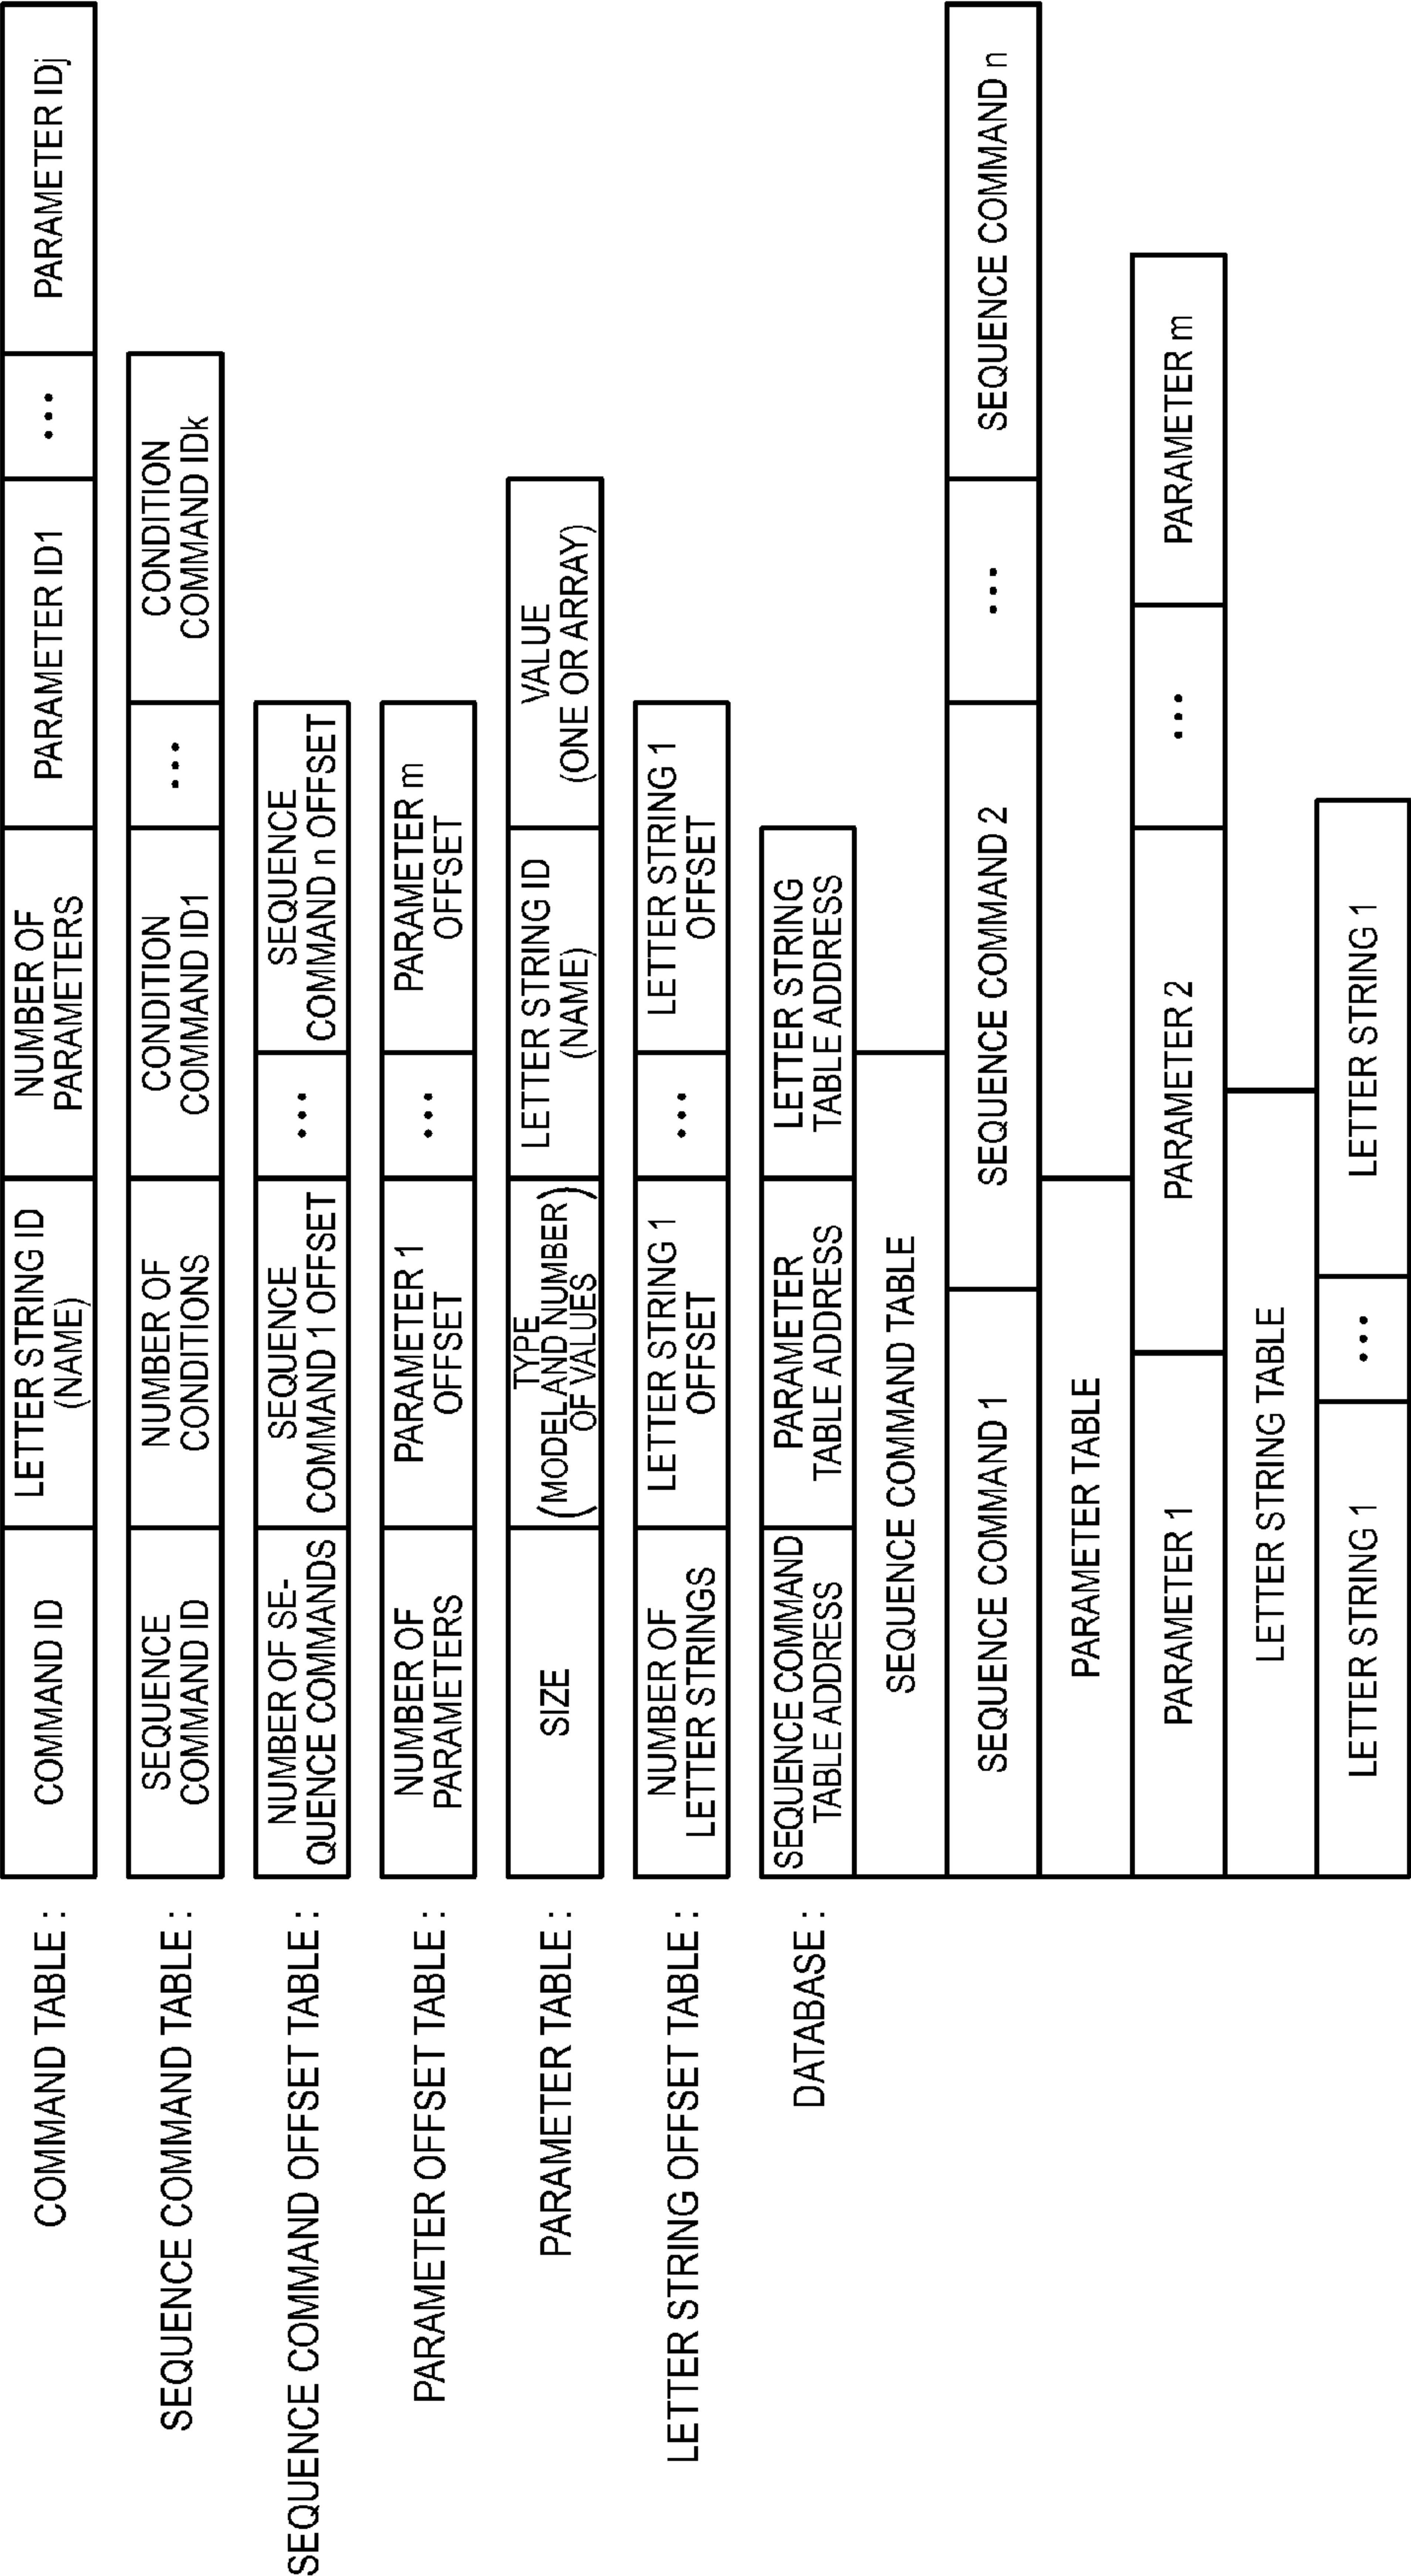 COMMAND TABLE :
COMMAND ID
LETTER STRING ID
(NAME)
NUMBER OF
PARAMETERS
PARAMETER ID1
...
PARAMETER IDj
SEQUENCE COMMAND TABLE :
SEQUENCE
COMMAND ID
NUMBER OF
CONDITIONS
CONDITION
COMMAND ID1
...
CONDITION
COMMAND IDk
SEQUENCE COMMAND OFFSET TABLE :
NUMBER OF SE-
QUENCE COMMANDS
SEQUENCE
COMMAND 1 OFFSET
...
SEQUENCE
COMMAND n OFFSET
PARAMETER OFFSET TABLE :
NUMBER OF
PARAMETERS
PARAMETER 1
OFFSET
...
PARAMETER m
OFFSET
PARAMETER TABLE :
SIZE
TYPE
(MODEL AND NUMBER)
OF VALUES
LETTER STRING ID
(NAME)
VALUE
(ONE OR ARRAY)
LETTER STRING OFFSET TABLE :
NUMBER OF
LETTER STRINGS
LETTER STRING 1
OFFSET
...
LETTER STRING 1
OFFSET
DATABASE :
SEQUENCE COMMAND
TABLE ADDRESS
PARAMETER
TABLE ADDRESS
LETTER STRING
TABLE ADDRESS
SEQUENCE COMMAND TABLE
SEQUENCE COMMAND 1
SEQUENCE COMMAND 2
...
SEQUENCE COMMAND n
PARAMETER TABLE
PARAMETER 1
PARAMETER 2
...
PARAMETER m
LETTER STRING TABLE
LETTER STRING 1
...
LETTER STRING 1